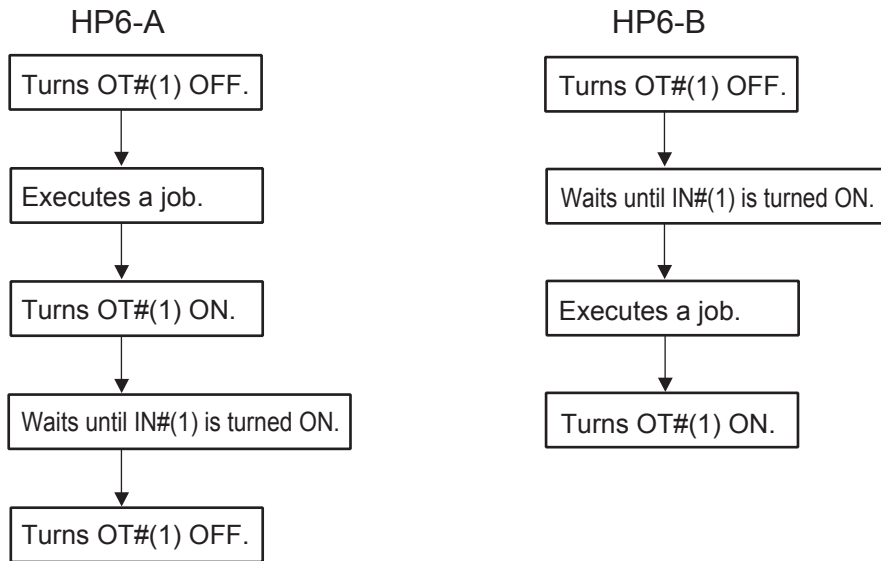 HP6-A
Turns OT#(1) OFF.
Executes a job.
Turns OT#(1) ON.
Waits until IN#(1) is turned ON.
Turns OT#(1) OFF.
HP6-B
Turns OT#(1) OFF.
Waits until IN#(1) is turned ON.
Executes a job.
Turns OT#(1) ON.